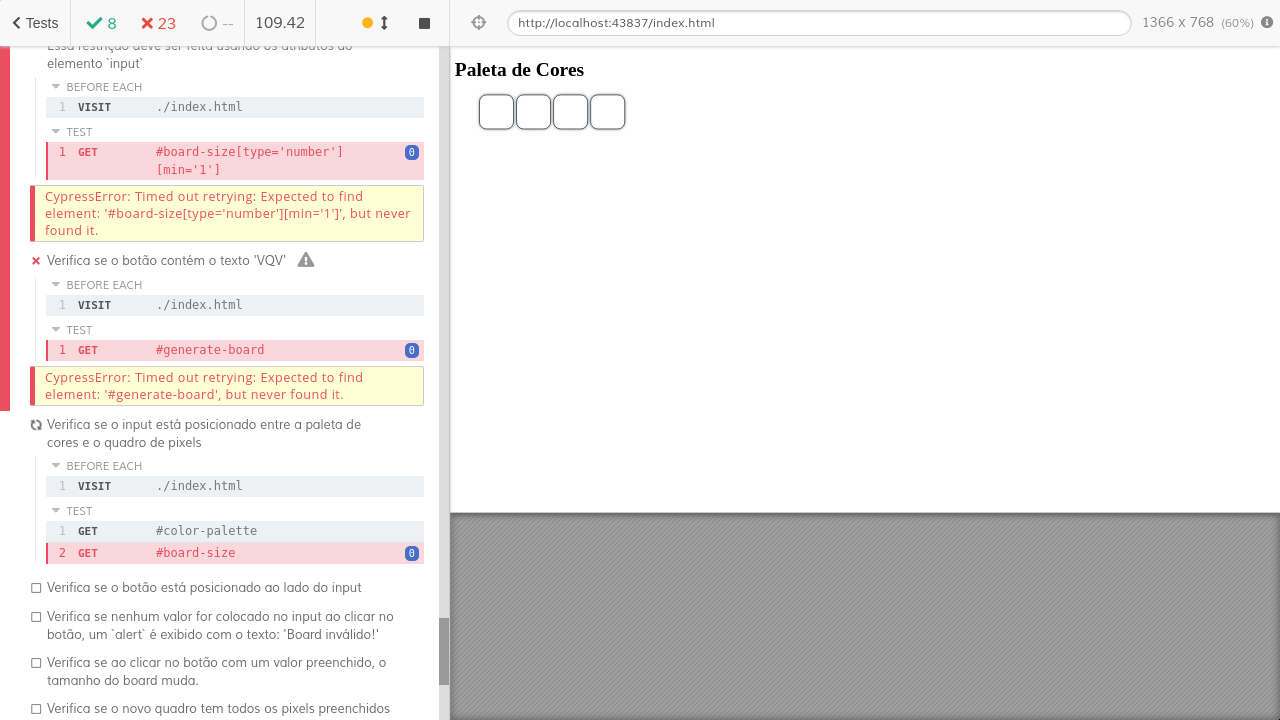 Tests 8 23 -- 109.42 http://localhost:43837/index.html 1366 x 768 (60%)
Essa restrição deve ser feita usando os atributos do
elemento `input`
BEFORE EACH
1 VISIT ./index.html
TEST
1 GET #board-size[type='number'] 0
[min='1']
CypressError: Timed out retrying: Expected to find
element: '#board-size[type='number'][min='1']', but never
found it.
Verifica se o botão contém o texto 'VQV'
BEFORE EACH
1 VISIT ./index.html
TEST
1 GET #generate-board 0
CypressError: Timed out retrying: Expected to find
element: '#generate-board', but never found it.
Verifica se o input está posicionado entre a paleta de
cores e o quadro de pixels
BEFORE EACH
1 VISIT ./index.html
TEST
1 GET #color-palette
2 GET #board-size 0
Verifica se o botão está posicionado ao lado do input
Verifica se nenhum valor for colocado no input ao clicar no
botão, um `alert` é exibido com o texto: 'Board inválido!'
Verifica se ao clicar no botão com um valor preenchido, o
tamanho do board muda.
Verifica se o novo quadro tem todos os pixels preenchidos
Paleta de Cores